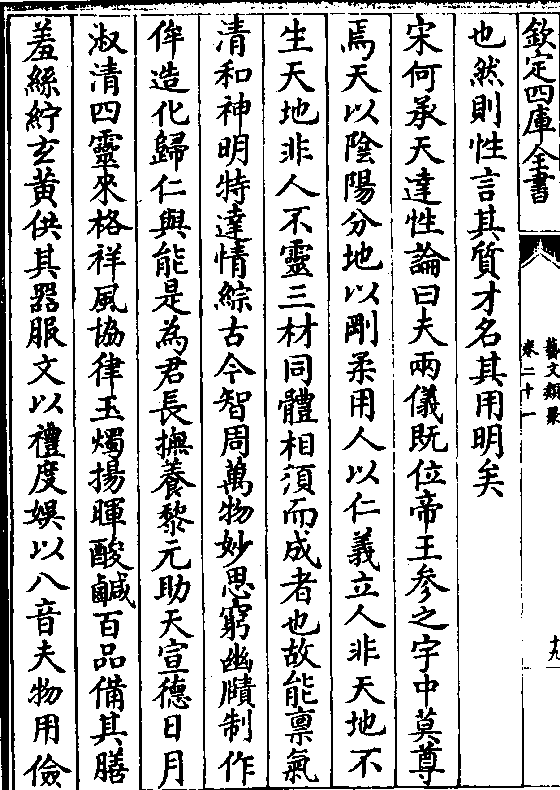 欽定四庫全書
藝文類聚
卷二十一
十九
也然則性言其質才名其用明矣
宋何承天達性論曰夫兩儀既位帝王參之宇中莫尊
焉天以陰陽分地以剛柔用人以仁義立人非天地不
生天地非人不靈三材同體相須而成者也故能稟氣
清和神明特達情綜古今智周萬物妙思窮幽賾制作
侔造化歸仁與能是為君長撫養黎元助天宣德日月
淑清四靈來格祥風協律玉燭揚暉酸鹹百品備其膳
羞絲紵玄黃供其器服文以禮度娛以八音夫物用儉